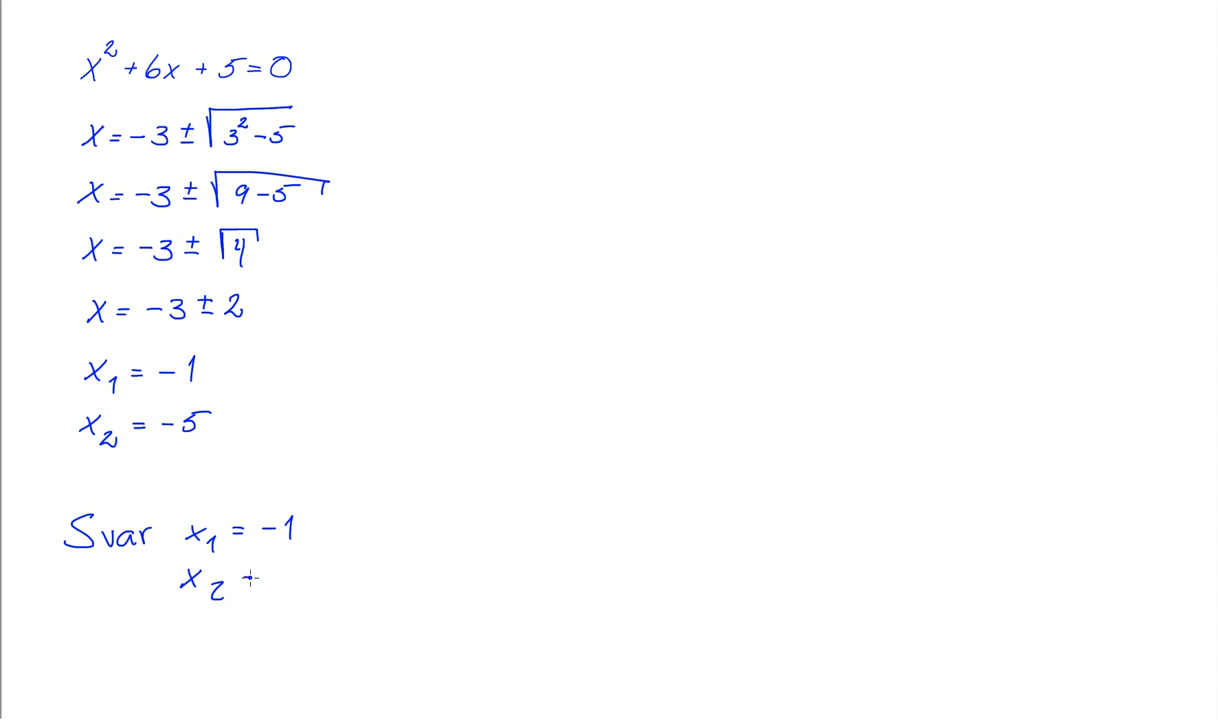 x² + 6x + 5 = 0
x = -3 ± √(3² - 5)
x = -3 ± √(9 - 5)
x = -3 ± √4
x = -3 ± 2
x₁ = -1
x₂ = -5
Svar x₁ = -1
x₂